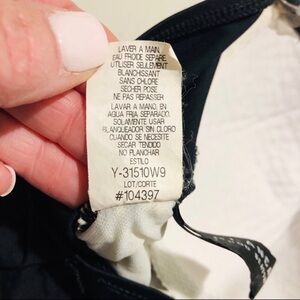 LAVER A MAIN,
EAU FROIDE SEPARE.
UTILISER SEULEMENT
BLANCHISSANT
SANS CHLORE
SECHER POSE
NE PAS REPASSER
LAVAR A MANO, EN
AGUA FRIA SEPARADO.
SOLAMENTE USAR
BLANQUEADOR SIN CLORO
CUANDO SE NECESITE
SECAR TENDIDO
NO PLANCHAR
ESTILO
Y-31510W9
LOT/CORTE
#104397